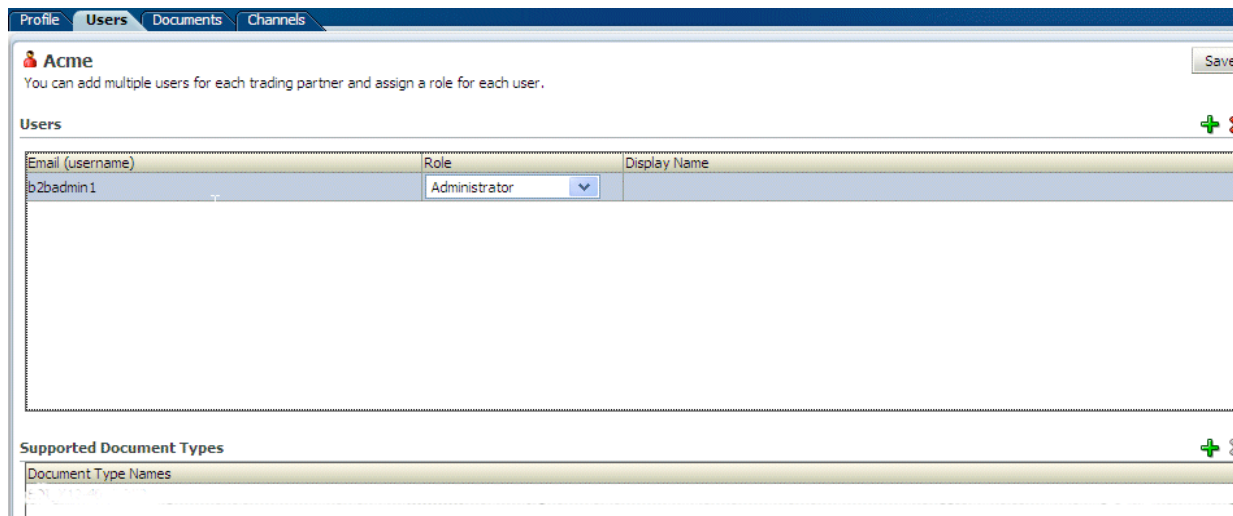 Profile Users Documents Channels
Acme
Save
You can add multiple users for each trading partner and assign a role for each user.
Users
Email (username) Role Display Name
b2badmin1 Administrator
Supported Document Types
Document Type Names